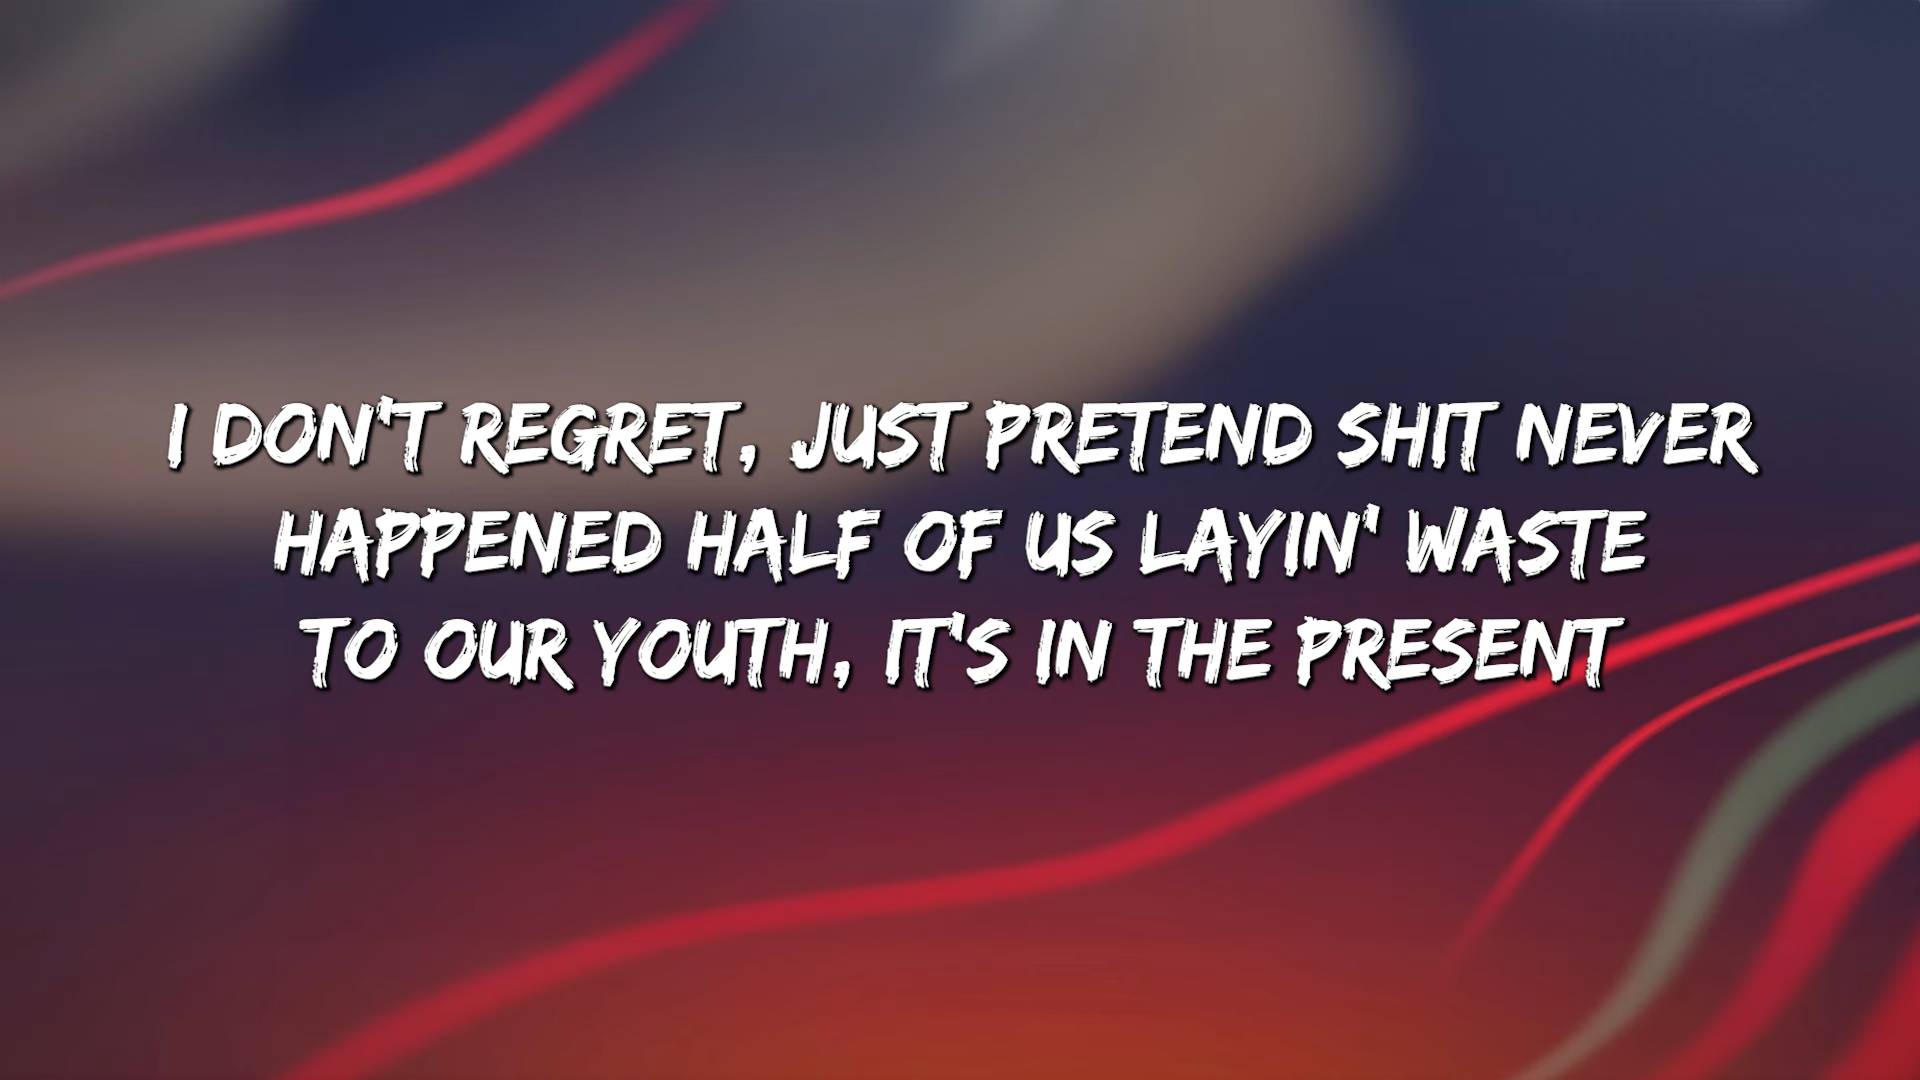 I DON'T REGRET, JUST PRETEND SHIT NEVER
HAPPENED HALF OF US LAYIN' WASTE
TO OUR YOUTH, IT'S IN THE PRESENT